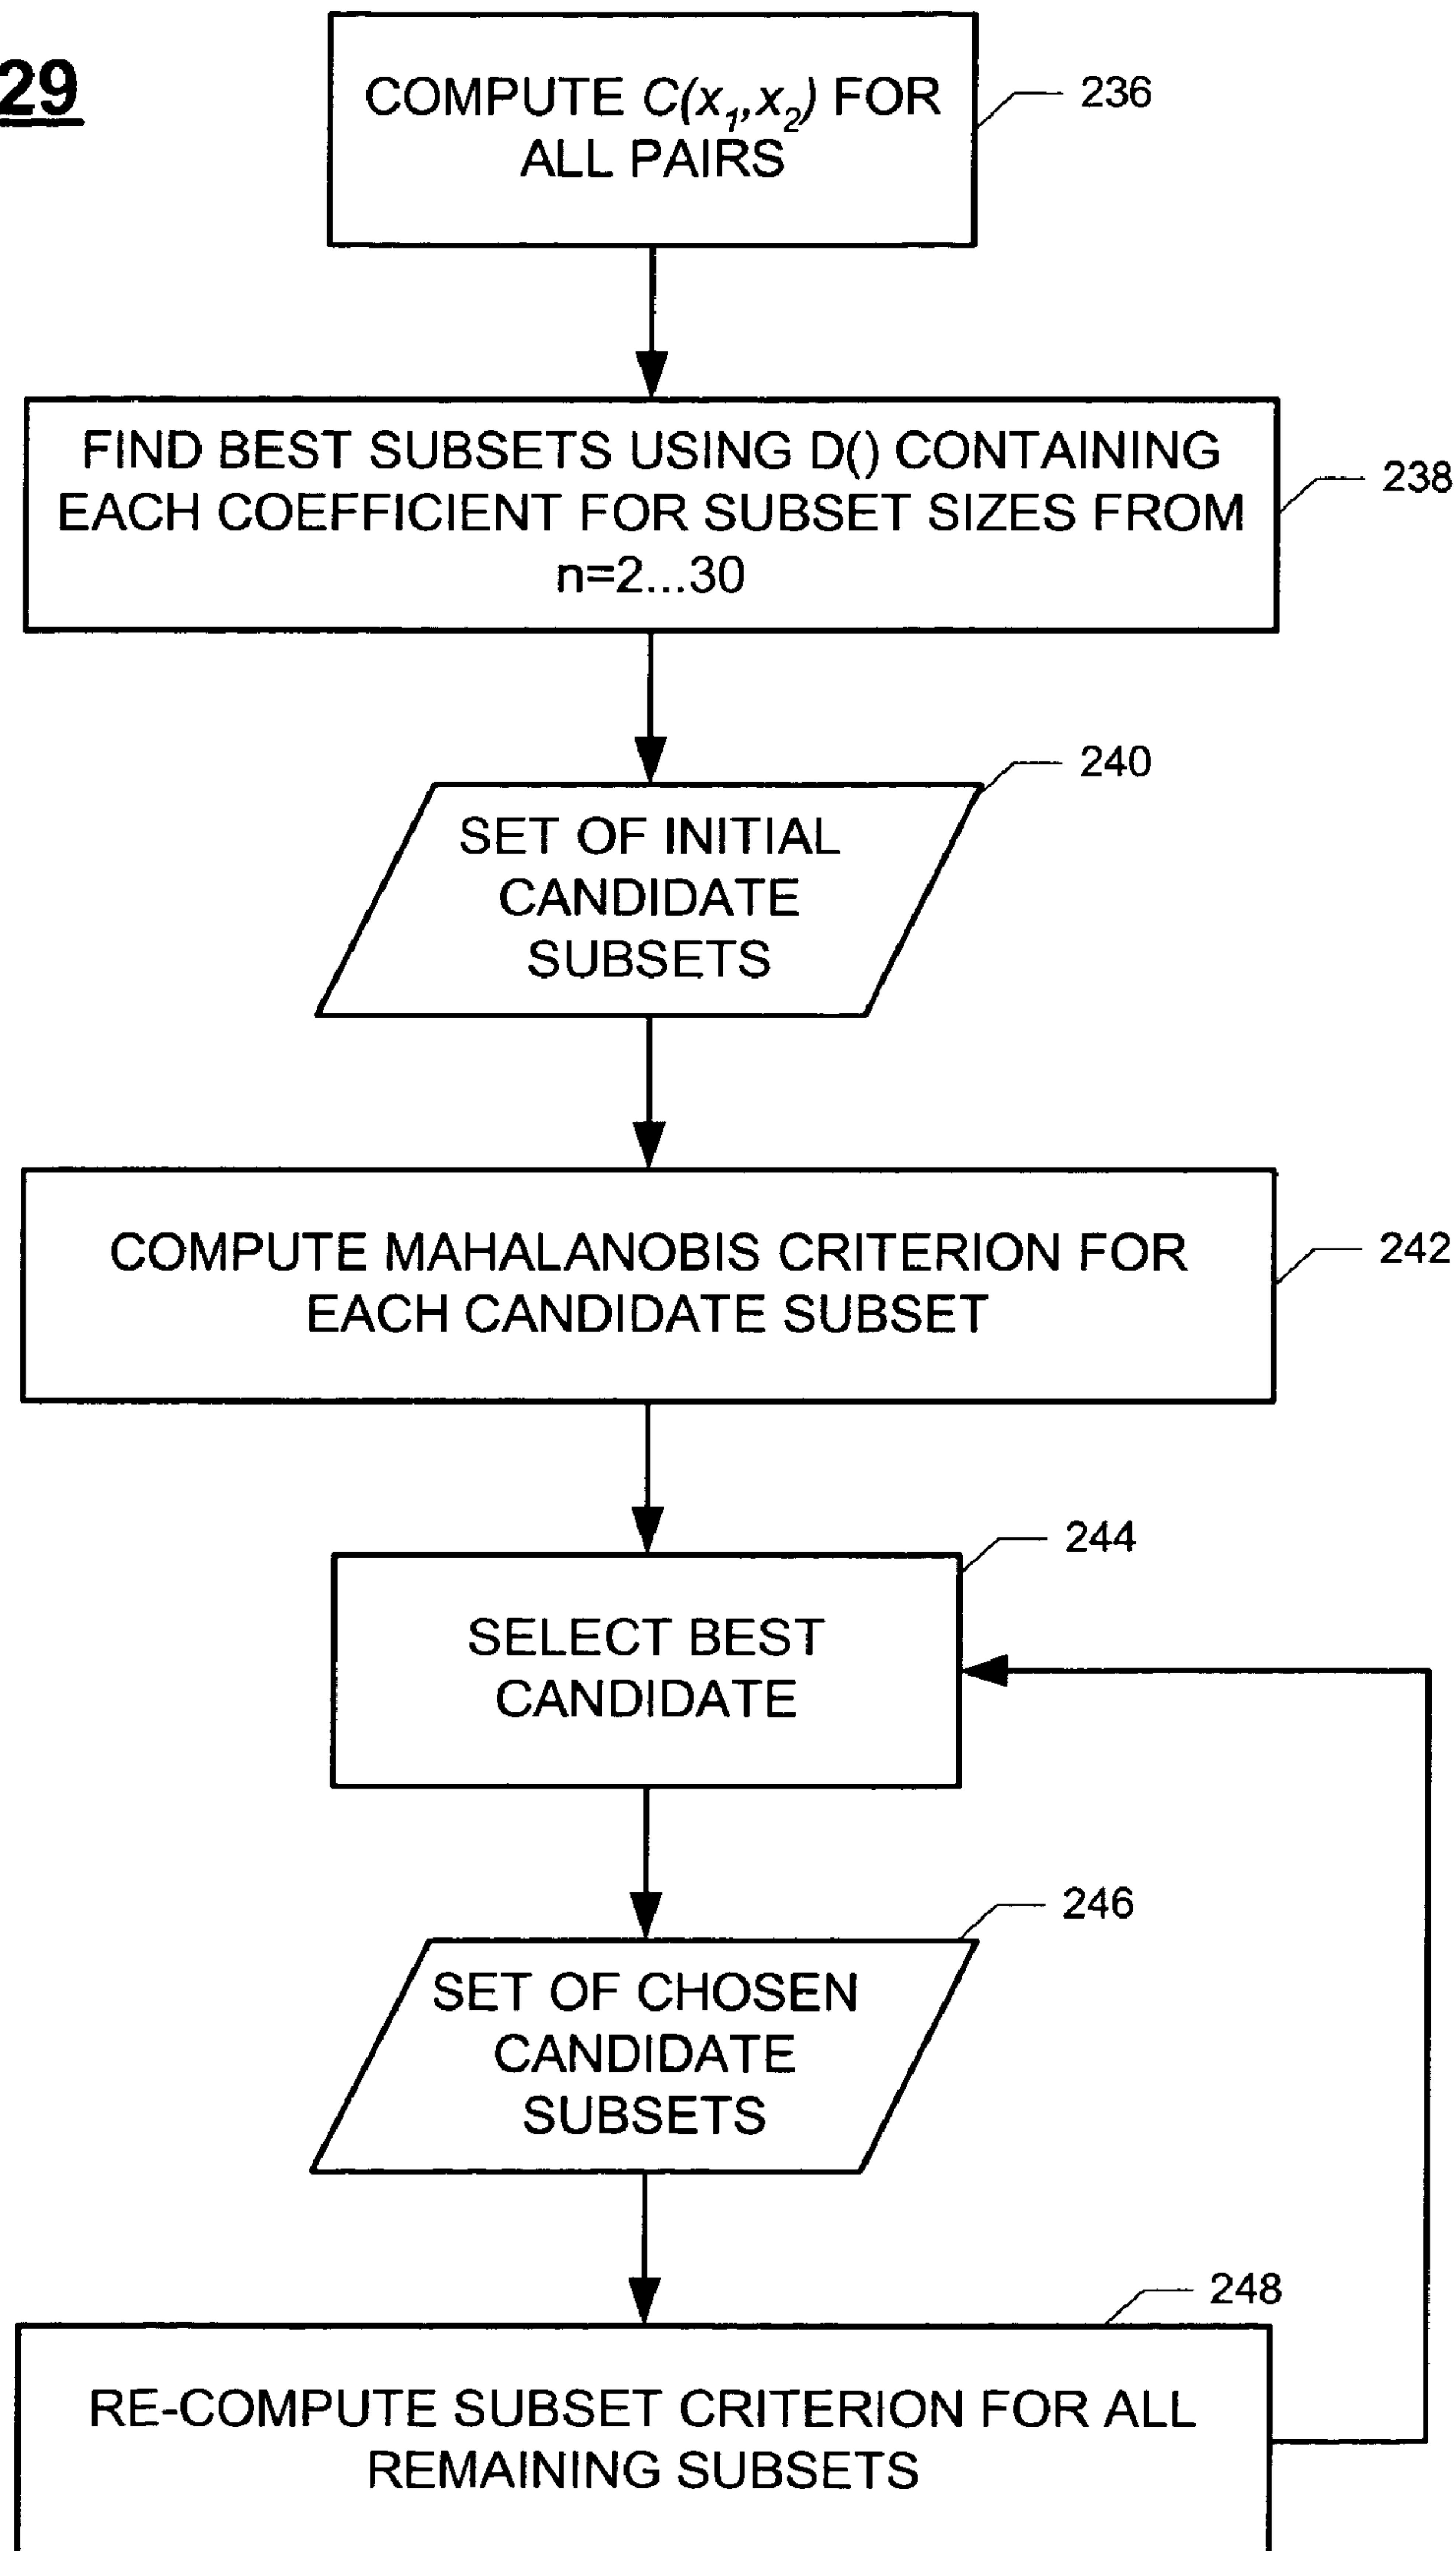 29
COMPUTE C(x₁,x₂) FOR
ALL PAIRS
236
FIND BEST SUBSETS USING D() CONTAINING
EACH COEFFICIENT FOR SUBSET SIZES FROM
n=2...30
238
240
SET OF INITIAL
CANDIDATE
SUBSETS
COMPUTE MAHALANOBIS CRITERION FOR
EACH CANDIDATE SUBSET
242
244
SELECT BEST
CANDIDATE
246
SET OF CHOSEN
CANDIDATE
SUBSETS
248
RE-COMPUTE SUBSET CRITERION FOR ALL
REMAINING SUBSETS